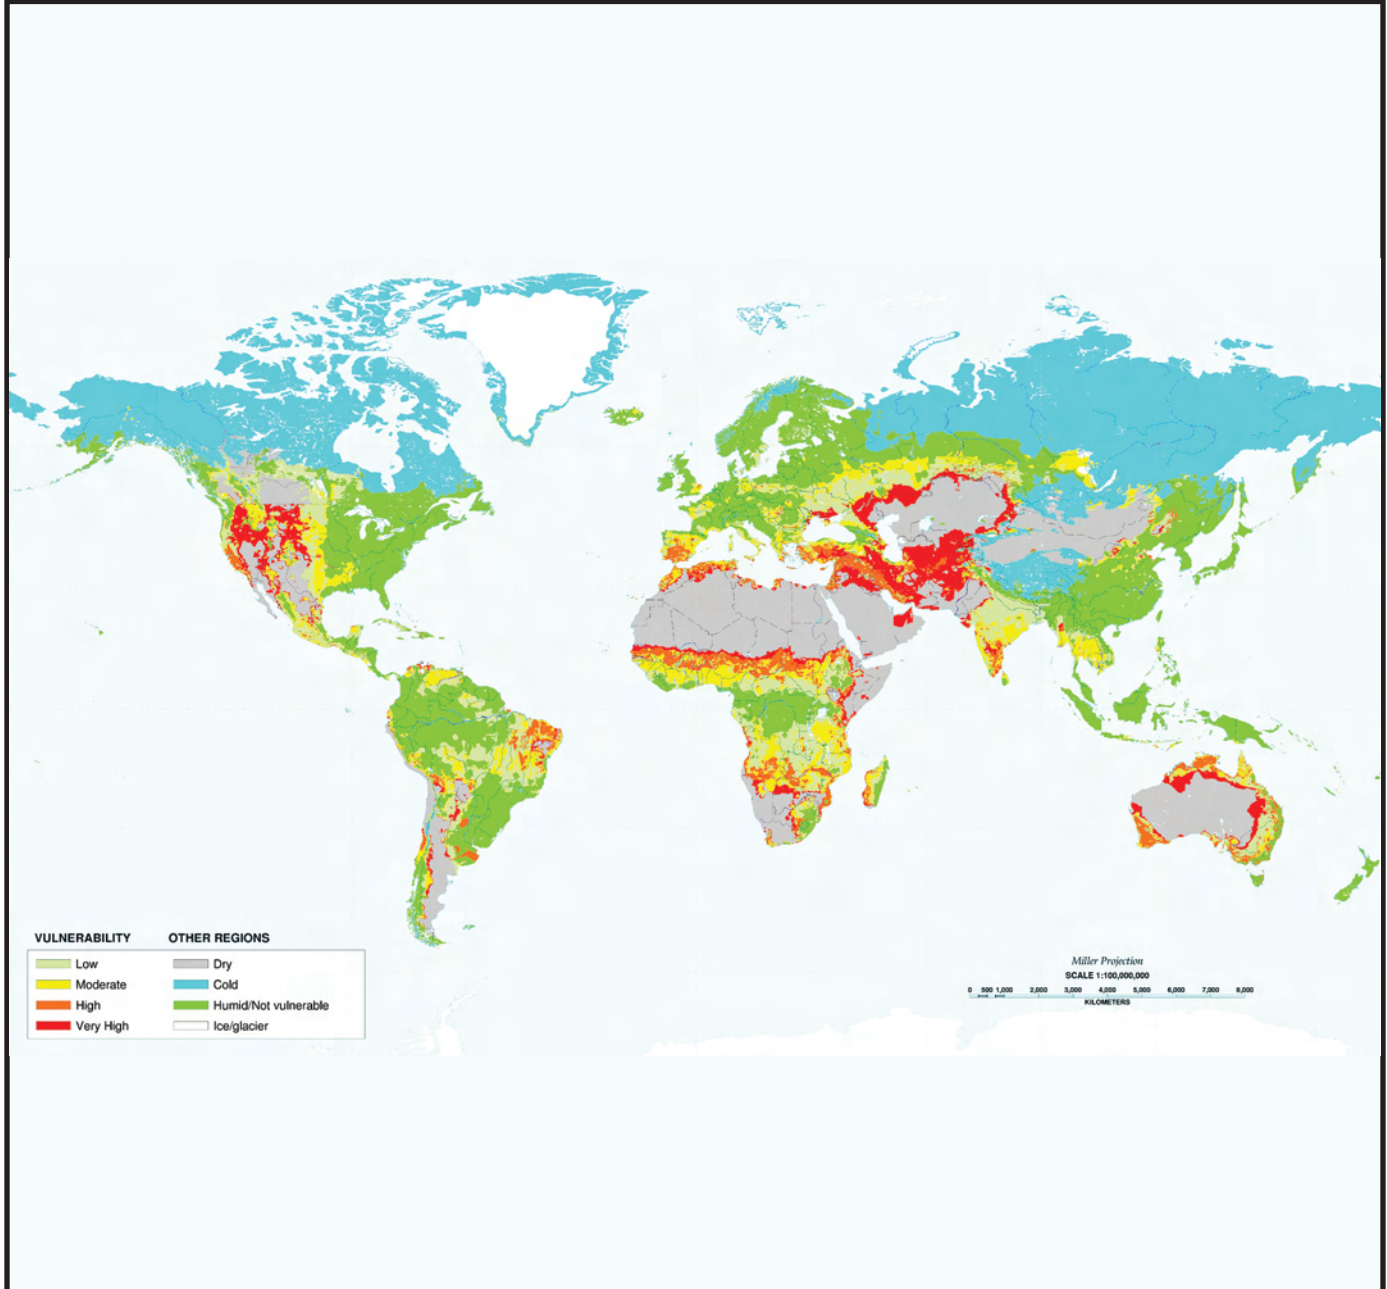 VULNERABILITY OTHER REGIONS
Low Dry
Moderate Cold
High Humid/Not vulnerable
Very High Ice/glacier
Miller Projection
SCALE 1:100,000,000
0 500 1,000 2,000 3,000 4,000 5,000 6,000 7,000 8,000
KILOMETERS